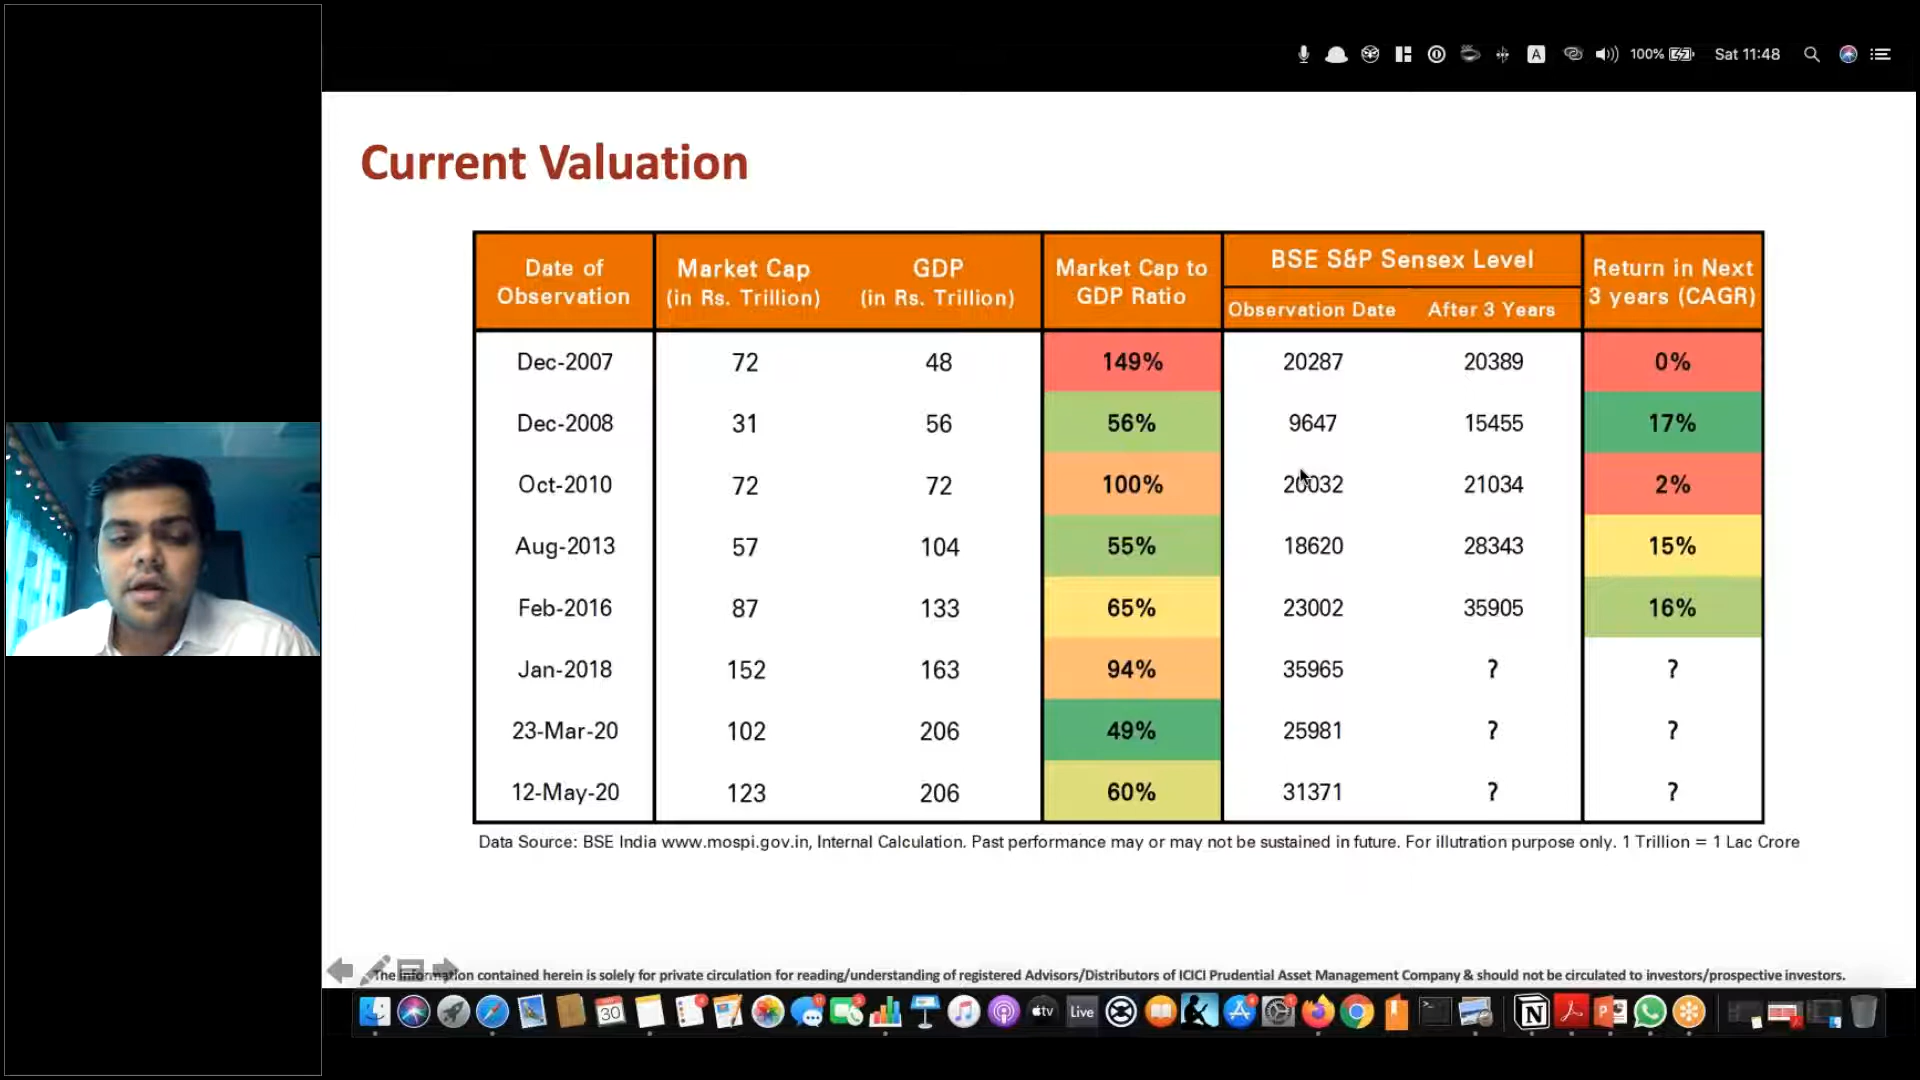 100% Sat 11:48
Current Valuation
Date of Observation Market Cap (in Rs. Trillion) GDP (in Rs. Trillion) Market Cap to GDP Ratio BSE S&P Sensex Level Return in Next 3 years (CAGR)
Observation Date After 3 Years
Dec-2007 72 48 149% 20287 20389 0%
Dec-2008 31 56 56% 9647 15455 17%
Oct-2010 72 72 100% 20032 21034 2%
Aug-2013 57 104 55% 18620 28343 15%
Feb-2016 87 133 65% 23002 35905 16%
Jan-2018 152 163 94% 35965 ? ?
23-Mar-20 102 206 49% 25981 ? ?
12-May-20 123 206 60% 31371 ? ?
Data Source: BSE India www.mospi.gov.in, Internal Calculation. Past performance may or may not be sustained in future. For illutration purpose only. 1 Trillion = 1 Lac Crore
The information contained herein is solely for private circulation for reading/understanding of registered Advisors/Distributors of ICICI Prudential Asset Management Company & should not be circulated to investors/prospective investors.
30 tv Live